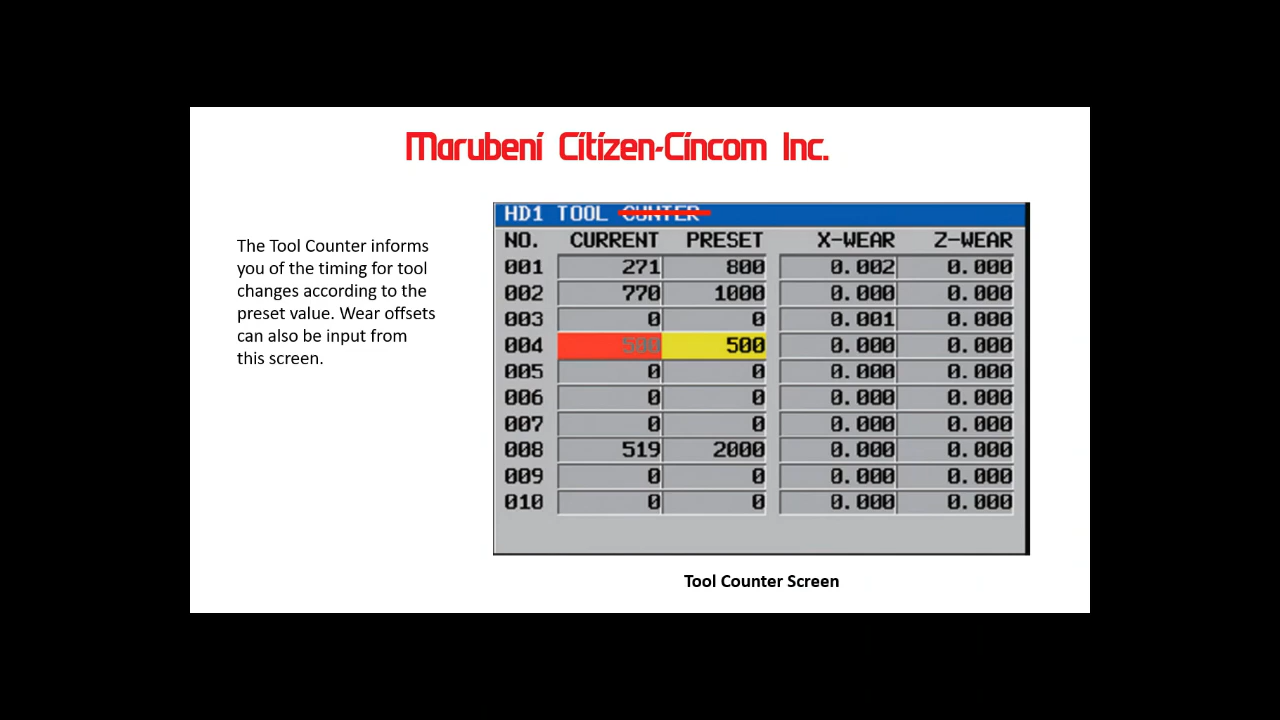 Marubeni Citizen-Cincom Inc.
The Tool Counter informs
you of the timing for tool
changes according to the
preset value. Wear offsets
can also be input from
this screen.
HD1 TOOL CUNTER
NO. CURRENT PRESET X-WEAR Z-WEAR
001 271 800 0.002 0.000
002 770 1000 0.000 0.000
003 0 0 0.001 0.000
004 500 500 0.000 0.000
005 0 0 0.000 0.000
006 0 0 0.000 0.000
007 0 0 0.000 0.000
008 519 2000 0.000 0.000
009 0 0 0.000 0.000
010 0 0 0.000 0.000
Tool Counter Screen